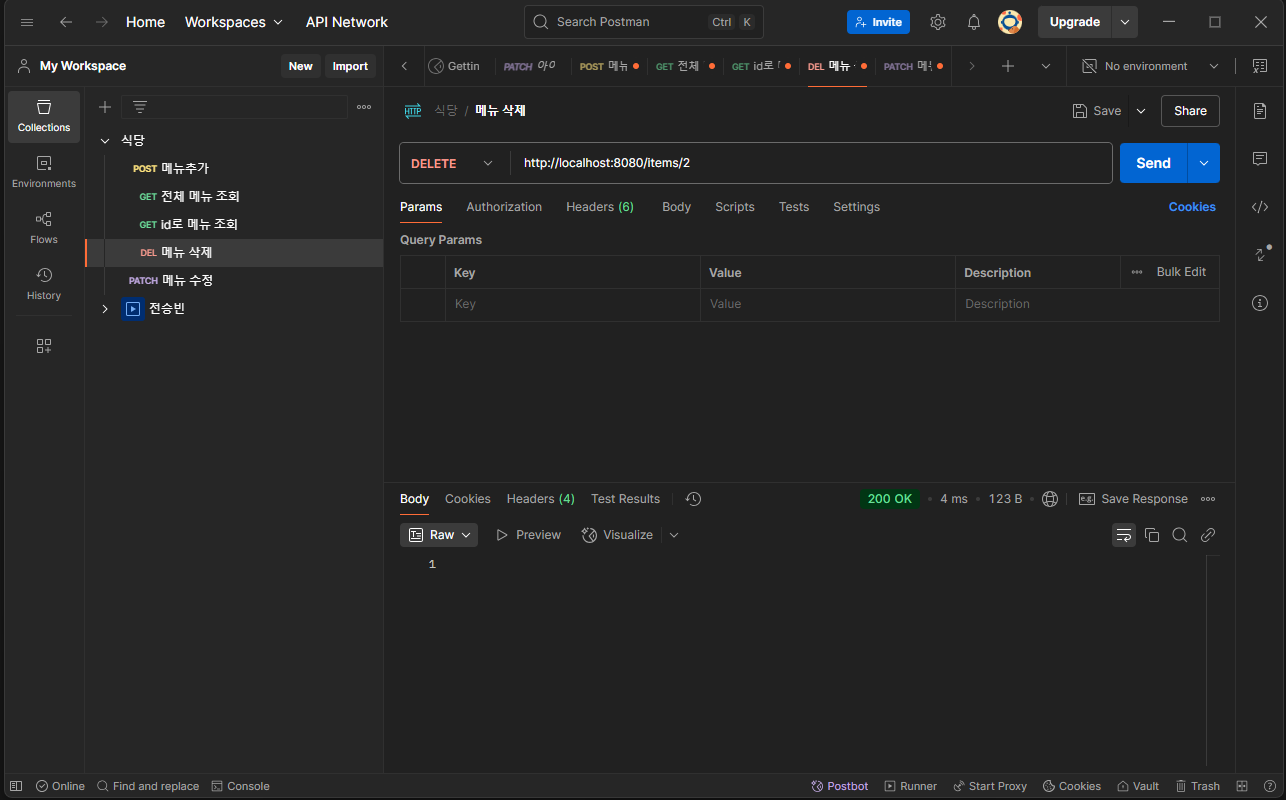 Home Workspaces API Network Search Postman Ctrl K Invite Upgrade
My Workspace New Import Gettin PATCH 아이 POST 메뉴 GET 전체 GET id로 DEL 메뉴 PATCH No environment
Collections
Environments
Flows
History
식당
POST 메뉴추가
GET 전체 메뉴 조회
GET id로 메뉴 조회
DEL 메뉴 삭제
PATCH 메뉴 수정
전승빈
HTTP 식당 / 메뉴 삭제 Save Share
DELETE http://localhost:8080/items/2 Send
Params Authorization Headers (6) Body Scripts Tests Settings Cookies
Query Params
Key Value Description Bulk Edit
Key Value Description
Body Cookies Headers (4) Test Results 200 OK 4 ms 123 B e.g. Save Response
Raw Preview Visualize
1
Online Find and replace Console Postbot Runner Start Proxy Cookies Vault Trash